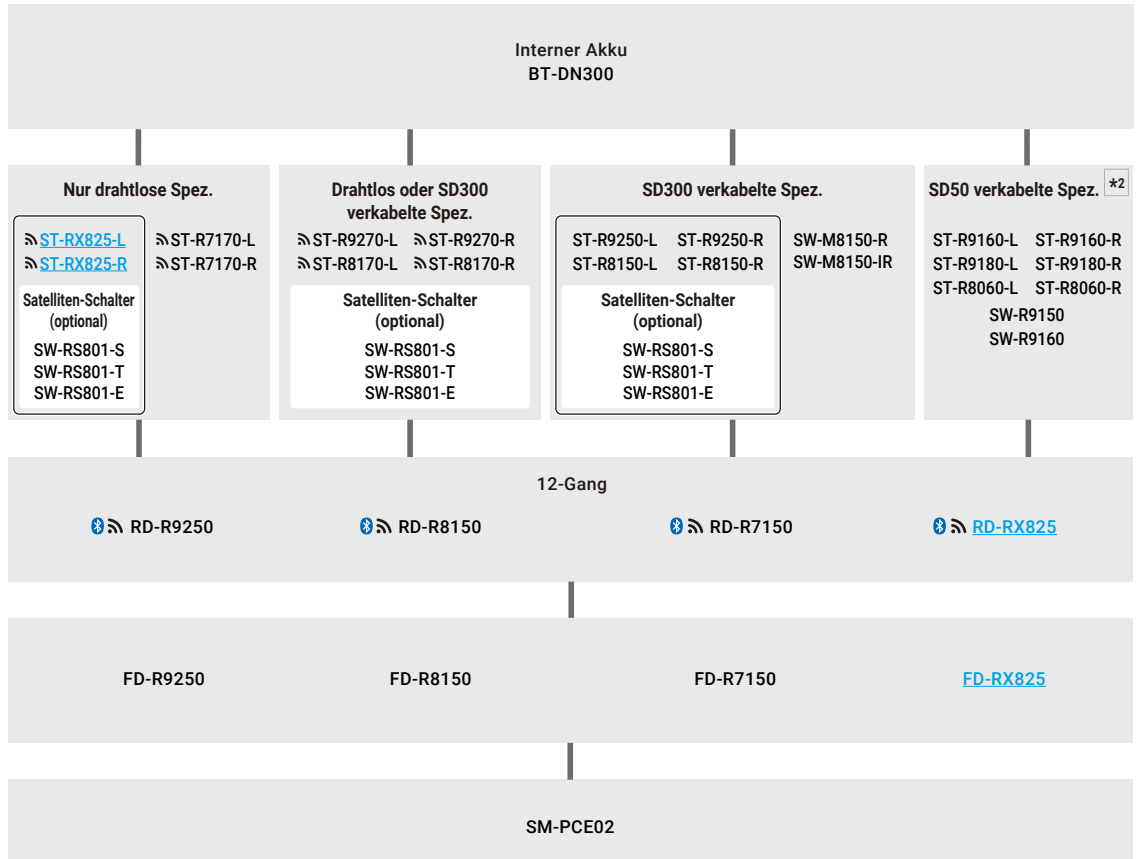 Interner Akku
BT-DN300
Nur drahtlose Spez.
ST-RX825-L ST-R7170-L
ST-RX825-R ST-R7170-R
Satelliten-Schalter
(optional)
SW-RS801-S
SW-RS801-T
SW-RS801-E
Drahtlos oder SD300
verkabelte Spez.
ST-R9270-L ST-R9270-R
ST-R8170-L ST-R8170-R
Satelliten-Schalter
(optional)
SW-RS801-S
SW-RS801-T
SW-RS801-E
SD300 verkabelte Spez.
ST-R9250-L ST-R9250-R SW-M8150-R
ST-R8150-L ST-R8150-R SW-M8150-IR
Satelliten-Schalter
(optional)
SW-RS801-S
SW-RS801-T
SW-RS801-E
SD50 verkabelte Spez. *2
ST-R9160-L ST-R9160-R
ST-R9180-L ST-R9180-R
ST-R8060-L ST-R8060-R
SW-R9150
SW-R9160
12-Gang
RD-R9250 RD-R8150 RD-R7150 RD-RX825
FD-R9250 FD-R8150 FD-R7150 FD-RX825
SM-PCE02